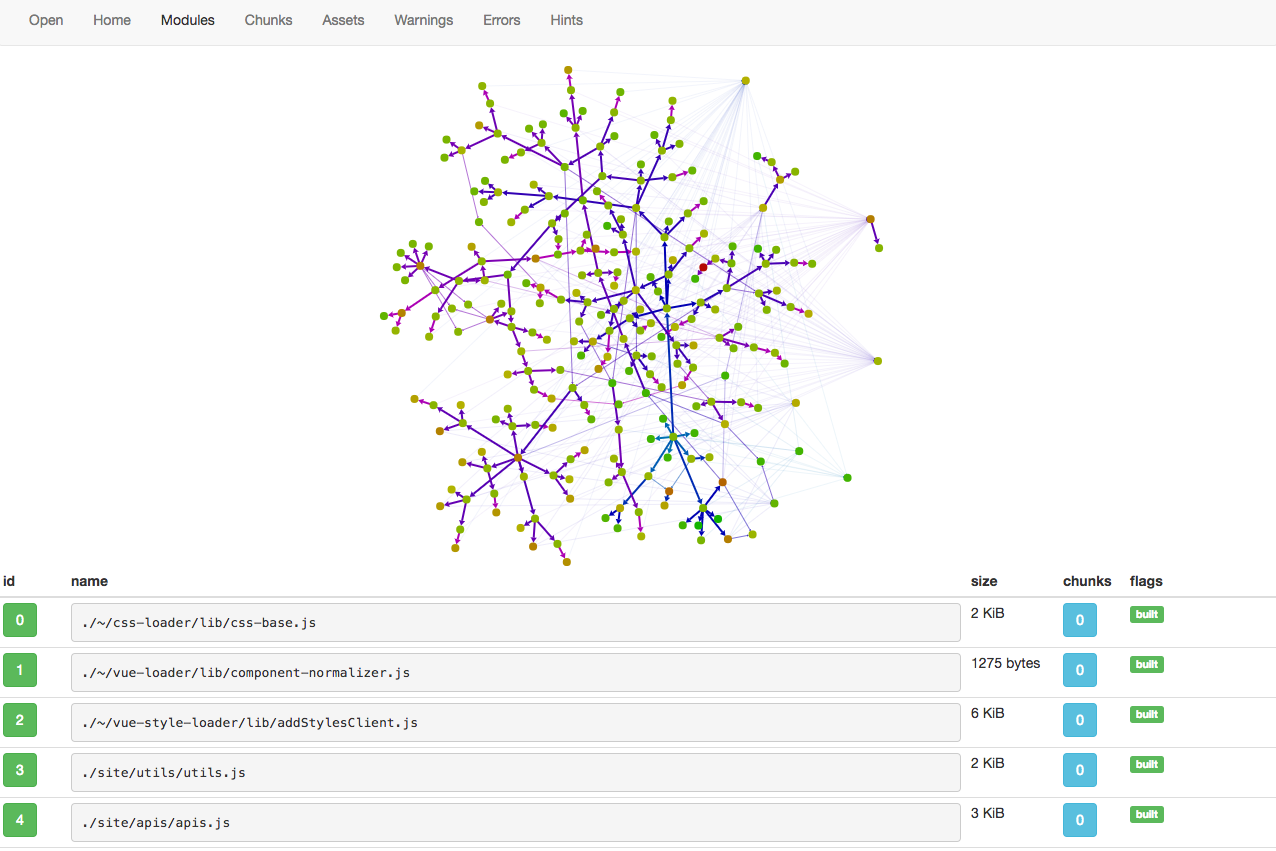 Open Home Modules Chunks Assets Warnings Errors Hints
id name size chunks flags
0 ./~/css-loader/lib/css-base.js 2 KiB 0 built
1 ./~/vue-loader/lib/component-normalizer.js 1275 bytes 0 built
2 ./~/vue-style-loader/lib/addStylesClient.js 6 KiB 0 built
3 ./site/utils/utils.js 2 KiB 0 built
4 ./site/apis/apis.js 3 KiB 0 built